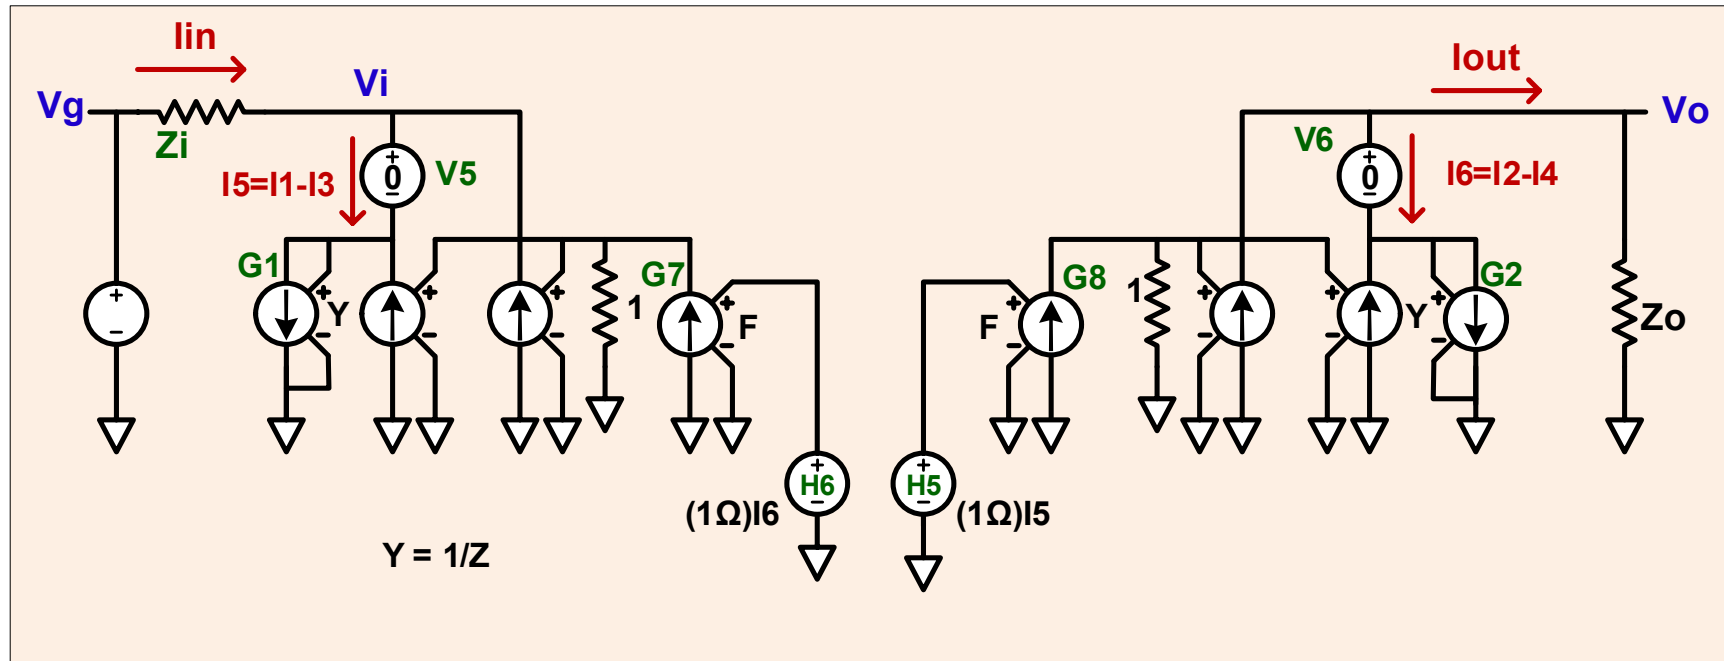 Iin
Iout
Vg
Vi
Vo
Zi
I5=I1-I3
+
0
−
V5
V6
+
0
−
I6=I2-I4
G1
G7
G8
G2
+
−
+
−
Y
+
−
+
−
1
+
−
F
F
+
−
1
+
−
+
−
Y
+
−
Zo
+
H6
−
(1Ω)I6
+
H5
−
(1Ω)I5
Y = 1/Z